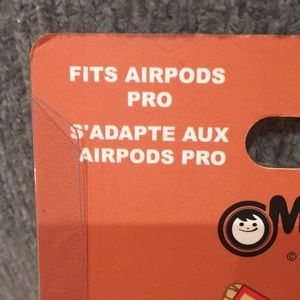 FITS AIRPODS
PRO
S'ADAPTE AUX
AIRPODS PRO
©